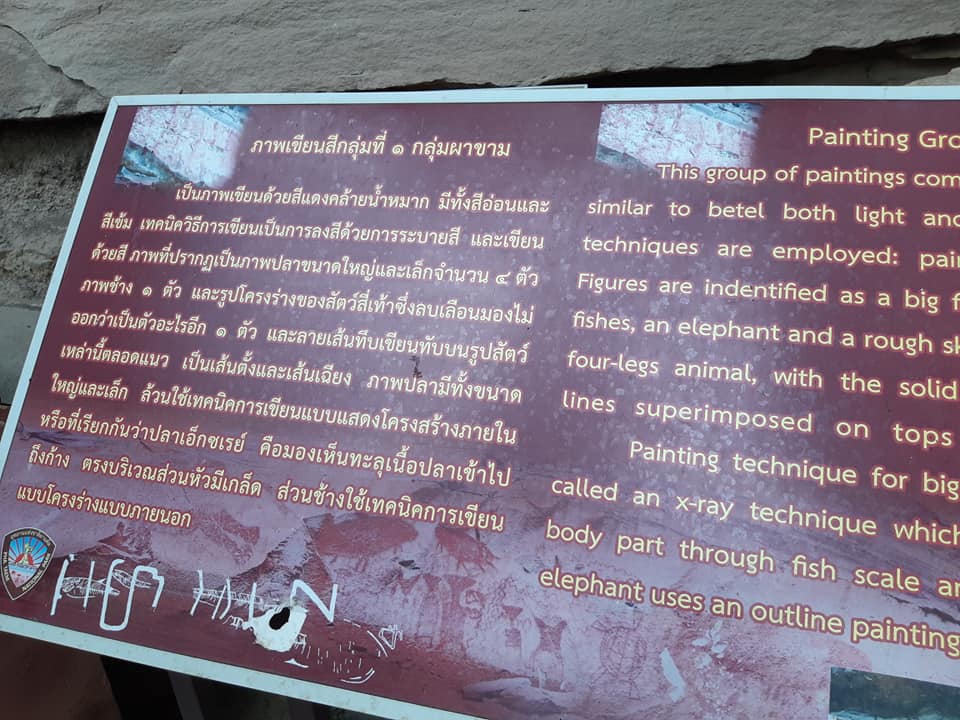 ภาพเขียนสีกลุ่มที่ ๑ กลุ่มผาขาม
เป็นภาพเขียนด้วยสีแดงคล้ายน้ำหมาก มีทั้งสีอ่อนและ
สีเข้ม เทคนิควิธีการเขียนเป็นการลงสีด้วยการระบายสี และเขียน
ด้วยสี ภาพที่ปรากฏเป็นภาพปลาขนาดใหญ่และเล็กจำนวน ๔ ตัว
ภาพช้าง ๑ ตัว และรูปโครงร่างของสัตว์สี่เท้าซึ่งลบเลือนมองไม่
ออกว่าเป็นตัวอะไรอีก ๑ ตัว และลายเส้นทึบเขียนทับบนรูปสัตว์
เหล่านี้ตลอดแนว เป็นเส้นตั้งและเส้นเฉียง ภาพปลามีทั้งขนาด
ใหญ่และเล็ก ล้วนใช้เทคนิคการเขียนแบบแสดงโครงสร้างภายใน
หรือที่เรียกกันว่าปลาเอ็กซเรย์ คือมองเห็นทะลุเนื้อปลาเข้าไป
ถึงก้าง ตรงบริเวณส่วนหัวมีเกล็ด ส่วนช้างใช้เทคนิคการเขียน
แบบโครงร่างแบบภายนอก
Painting Gro
This group of paintings com
similar to betel both light and
techniques are employed: pain
Figures are indentified as a big f
fishes, an elephant and a rough sk
four-legs animal, with the solid
lines superimposed on tops
Painting technique for big
called an x-ray technique which
body part through fish scale an
elephant uses an outline painting